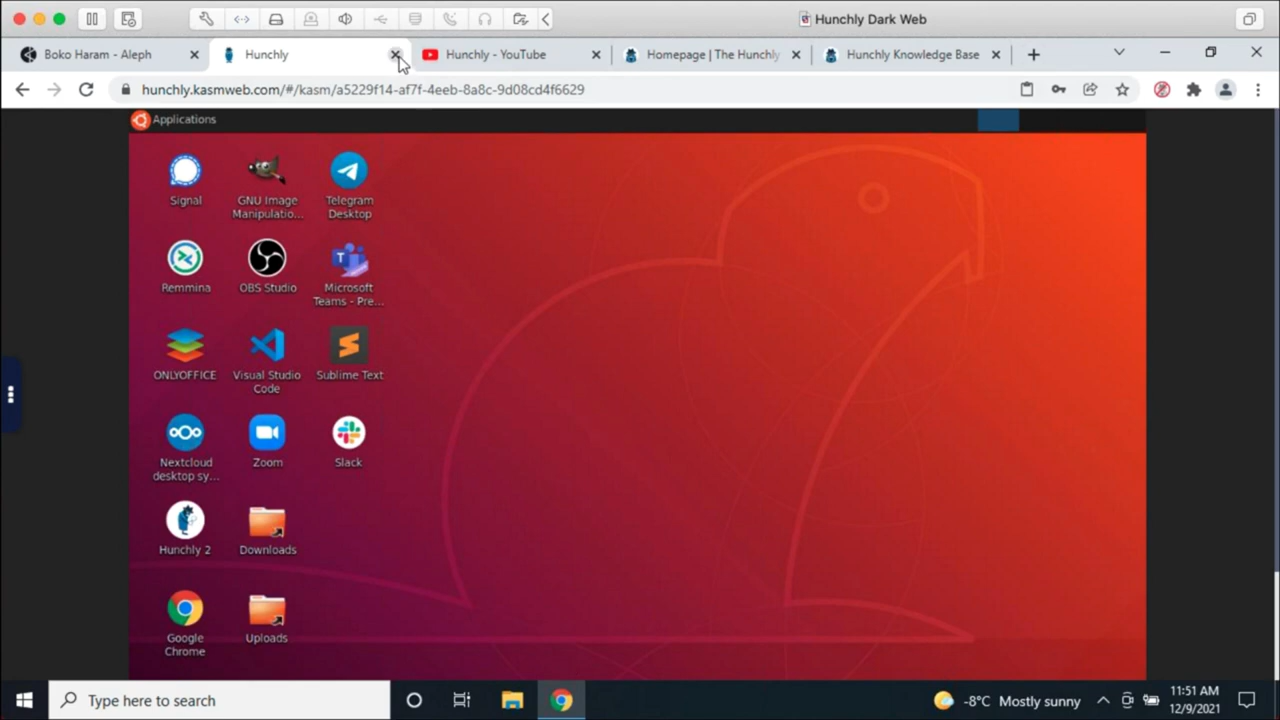 Hunchly Dark Web
Boko Haram - Aleph
Hunchly
Hunchly - YouTube
Homepage | The Hunchly
Hunchly Knowledge Base
hunchly.kasmweb.com/#/kasm/a5229f14-af7f-4eeb-8a8c-9d08cd4f6629
Applications
Signal
GNU Image
Manipulatio...
Telegram
Desktop
Remmina
OBS Studio
Microsoft
Teams - Pre...
ONLYOFFICE
Visual Studio
Code
Sublime Text
Nextcloud
desktop sy...
Zoom
Slack
Hunchly 2
Downloads
Google
Chrome
Uploads
Type here to search
-8°C Mostly sunny
11:51 AM
12/9/2021